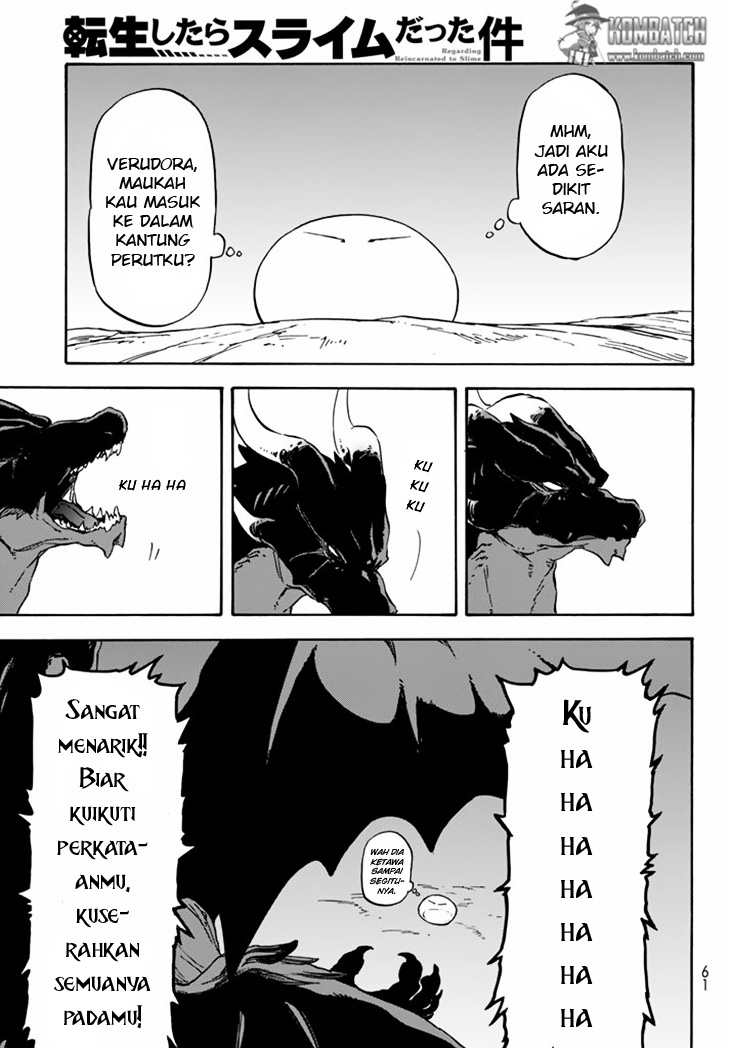 転生したらスライムだった件
Regarding
Reincarnated to Slime
KOMBATCH
www.kombatch.com
MHM,
JADI AKU
ADA SE-
DIKIT
SARAN.
VERUDORA,
MAUKAH
KAU MASUK
KE DALAM
KANTUNG
PERUTKU?
KU
KU
KU
KU HA HA
KU
HA
HA
HA
HA
HA
HA
HA
WAH DIA
KETAWA
SAMPAI
SEGITU-
NYA.
SANGAT
MENARIK!!
BIAR
KUIKUTI
PERKATA-
ANMU,
KUSE-
RAHKAN
SEMUANYA
PADAMU!
61